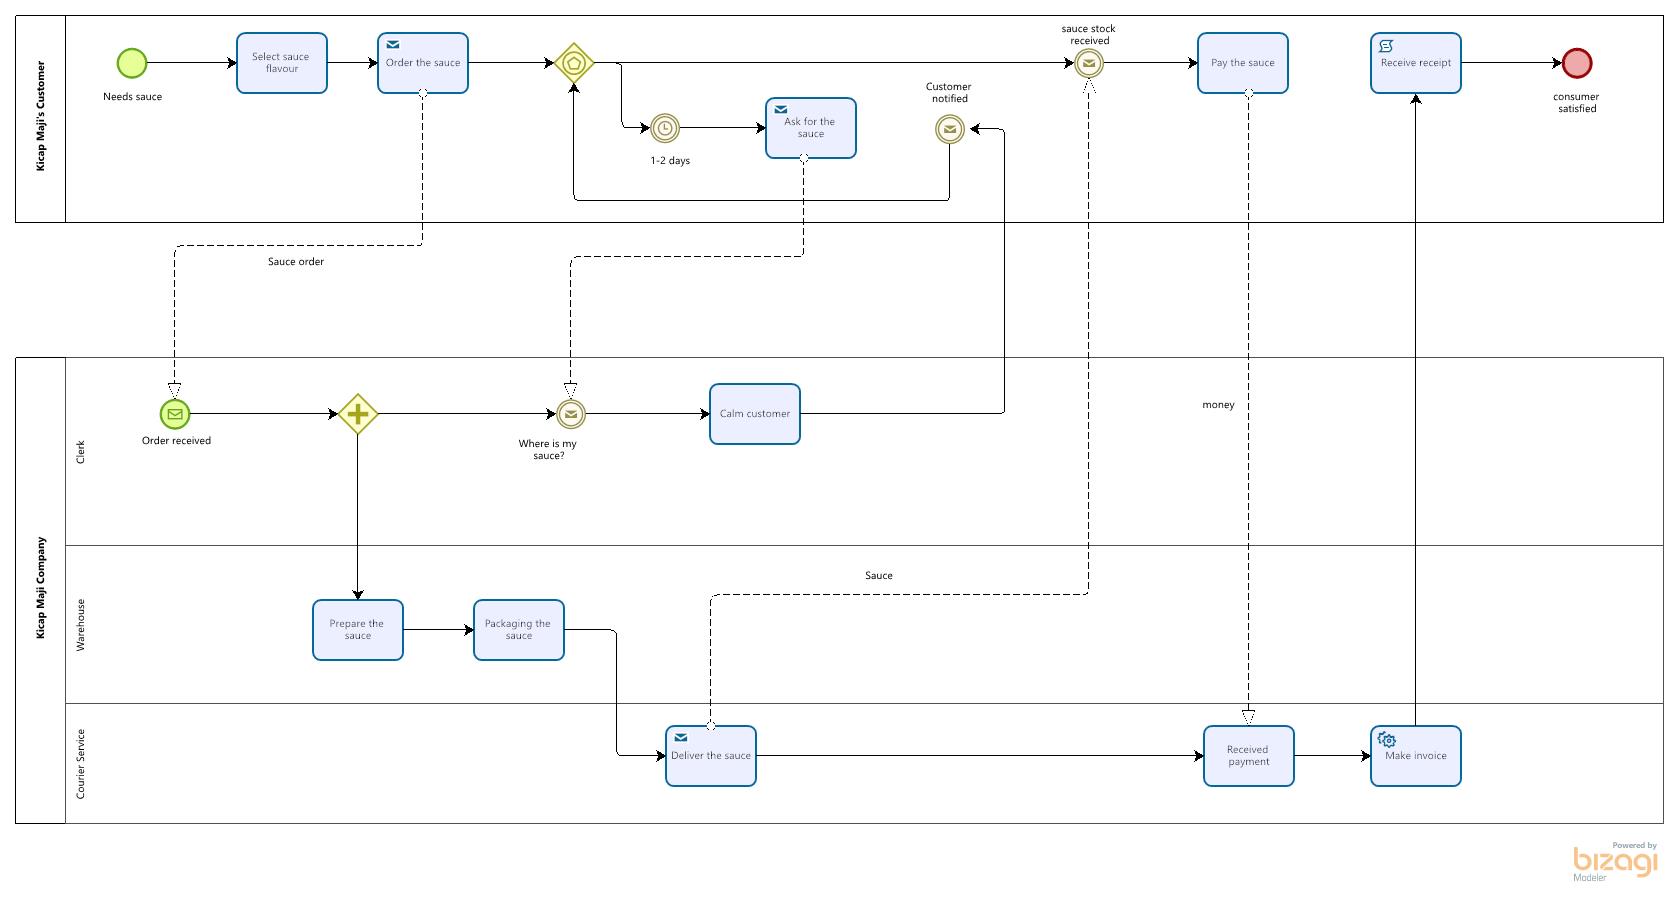 Kicap Maji's Customer
Needs sauce
Select sauce
flavour
Order the sauce
1-2 days
Ask for the
sauce
Customer
notified
sauce stock
received
Pay the sauce
Receive receipt
consumer
satisfied
Sauce order
Kicap Maji Company
Clerk
Order received
Where is my
sauce?
Calm customer
money
Warehouse
Prepare the
sauce
Packaging the
sauce
Sauce
Courier Service
Deliver the sauce
Received
payment
Make invoice
Powered by
bizagi
Modeler